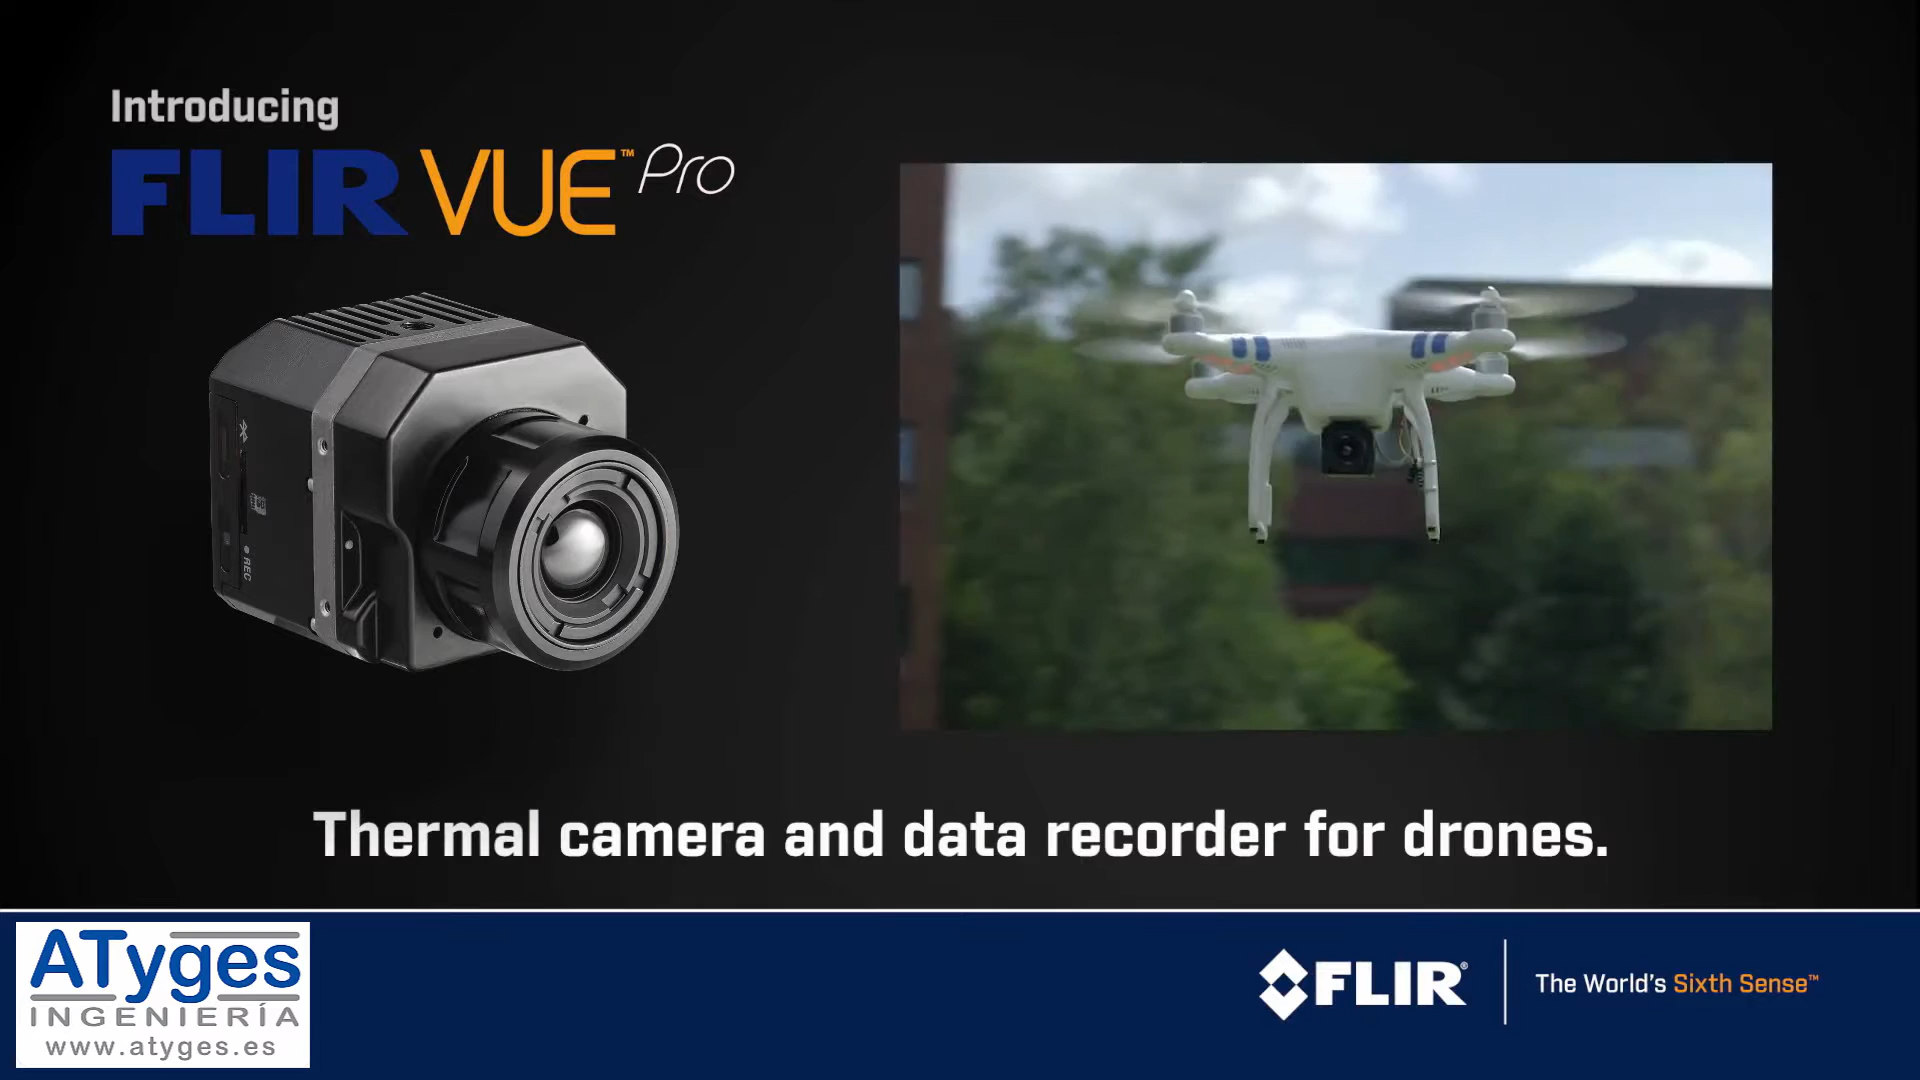 Introducing
FLIR VUE™ Pro
REC
Thermal camera and data recorder for drones.
ATyges
INGENIERÍA
www.atyges.es
FLIR® The World's Sixth Sense™